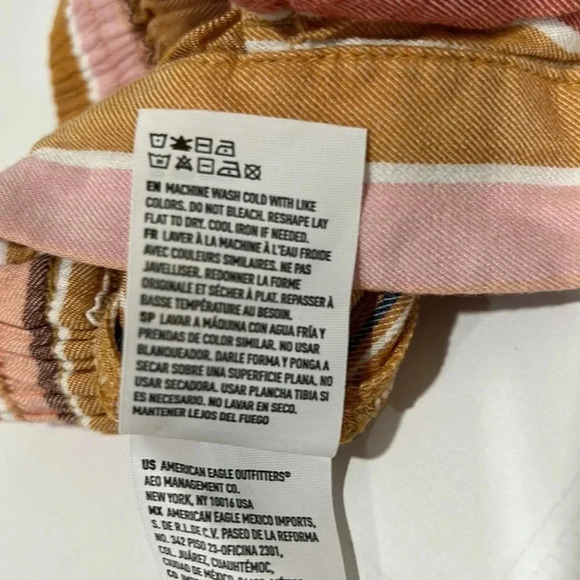 EN MACHINE WASH COLD WITH LIKE
COLORS. DO NOT BLEACH. RESHAPE LAY
FLAT TO DRY. COOL IRON IF NEEDED.
FR LAVER À LA MACHINE À L'EAU FROIDE
AVEC COULEURS SIMILAIRES. NE PAS
JAVELLISER. REDONNER LA FORME
ORIGINALE ET SÉCHER À PLAT. REPASSER À
BASSE TEMPÉRATURE AU BESOIN.
SP LAVAR A MÁQUINA CON AGUA FRÍA Y
PRENDAS DE COLOR SIMILAR. NO USAR
BLANQUEADOR. DARLE FORMA Y PONGA A
SECAR SOBRE UNA SUPERFICIE PLANA. NO
USAR SECADORA. USAR PLANCHA TIBIA SI
ES NECESARIO. NO LAVAR EN SECO.
MANTENER LEJOS DEL FUEGO
US AMERICAN EAGLE OUTFITTERS®
AEO MANAGEMENT CO.
NEW YORK, NY 10016 USA
MX AMERICAN EAGLE MEXICO IMPORTS,
S. DE R.L.DE C.V. PASEO DE LA REFORMA
NO. 342 PISO 23-OFICINA 2301,
COL. JUÁREZ, CUAUHTÉMOC,
CIUDAD DE MÉXICO,